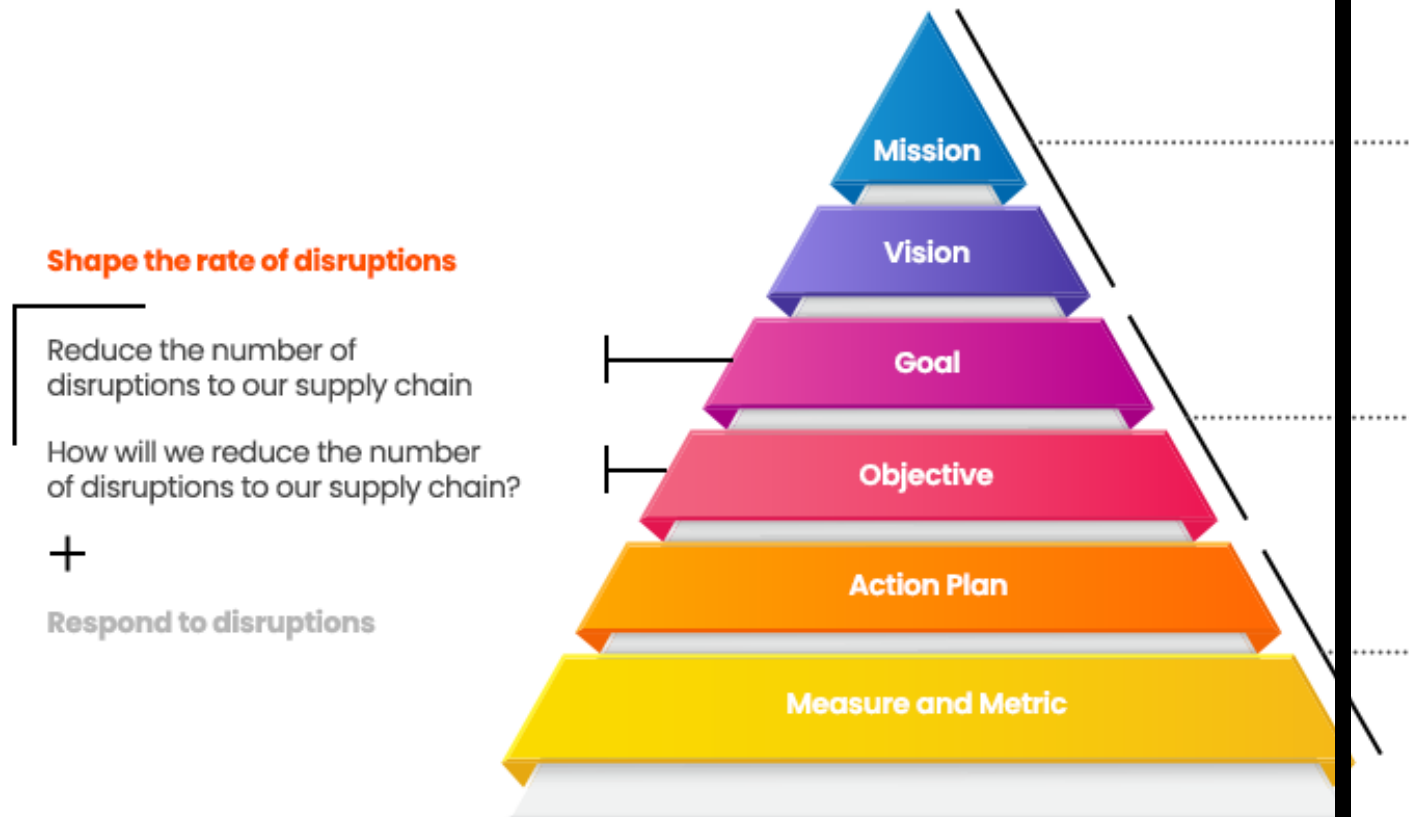 Mission
Vision
Shape the rate of disruptions
Reduce the number of
disruptions to our supply chain
Goal
How will we reduce the number
of disruptions to our supply chain?
Objective
+
Respond to disruptions
Action Plan
Measure and Metric